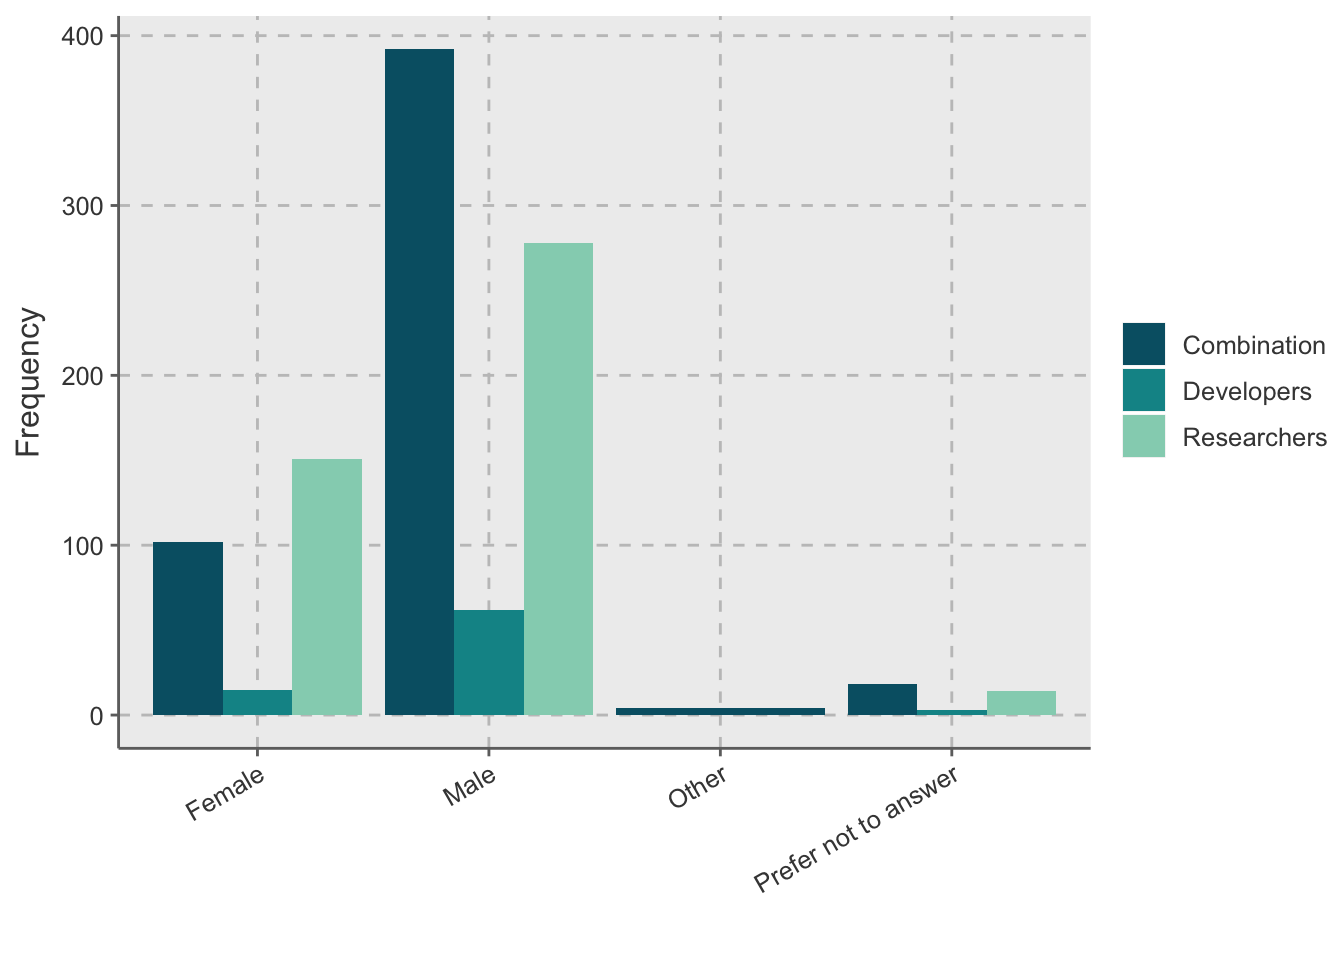 Frequency
400
300
200
100
0
Female
Male
Other
Prefer not to answer
Combination
Developers
Researchers